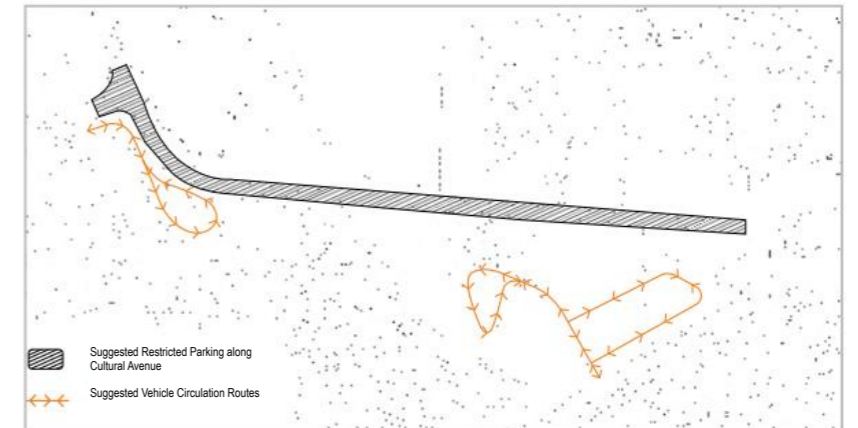 Suggested Restricted Parking along
Cultural Avenue
Suggested Vehicle Circulation Routes